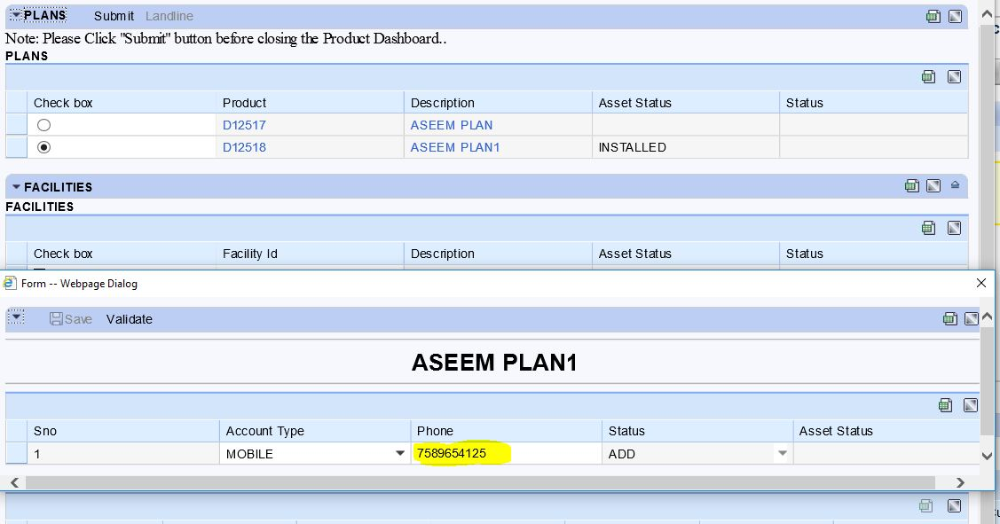 PLANS Submit Landline
Note: Please Click "Submit" button before closing the Product Dashboard..
PLANS
Check box Product Description Asset Status Status
D12517 ASEEM PLAN
D12518 ASEEM PLAN1 INSTALLED
FACILITIES
FACILITIES
Check box Facility Id Description Asset Status Status
Form -- Webpage Dialog
Save Validate
ASEEM PLAN1
Sno Account Type Phone Status Asset Status
1 MOBILE 7589654125 ADD